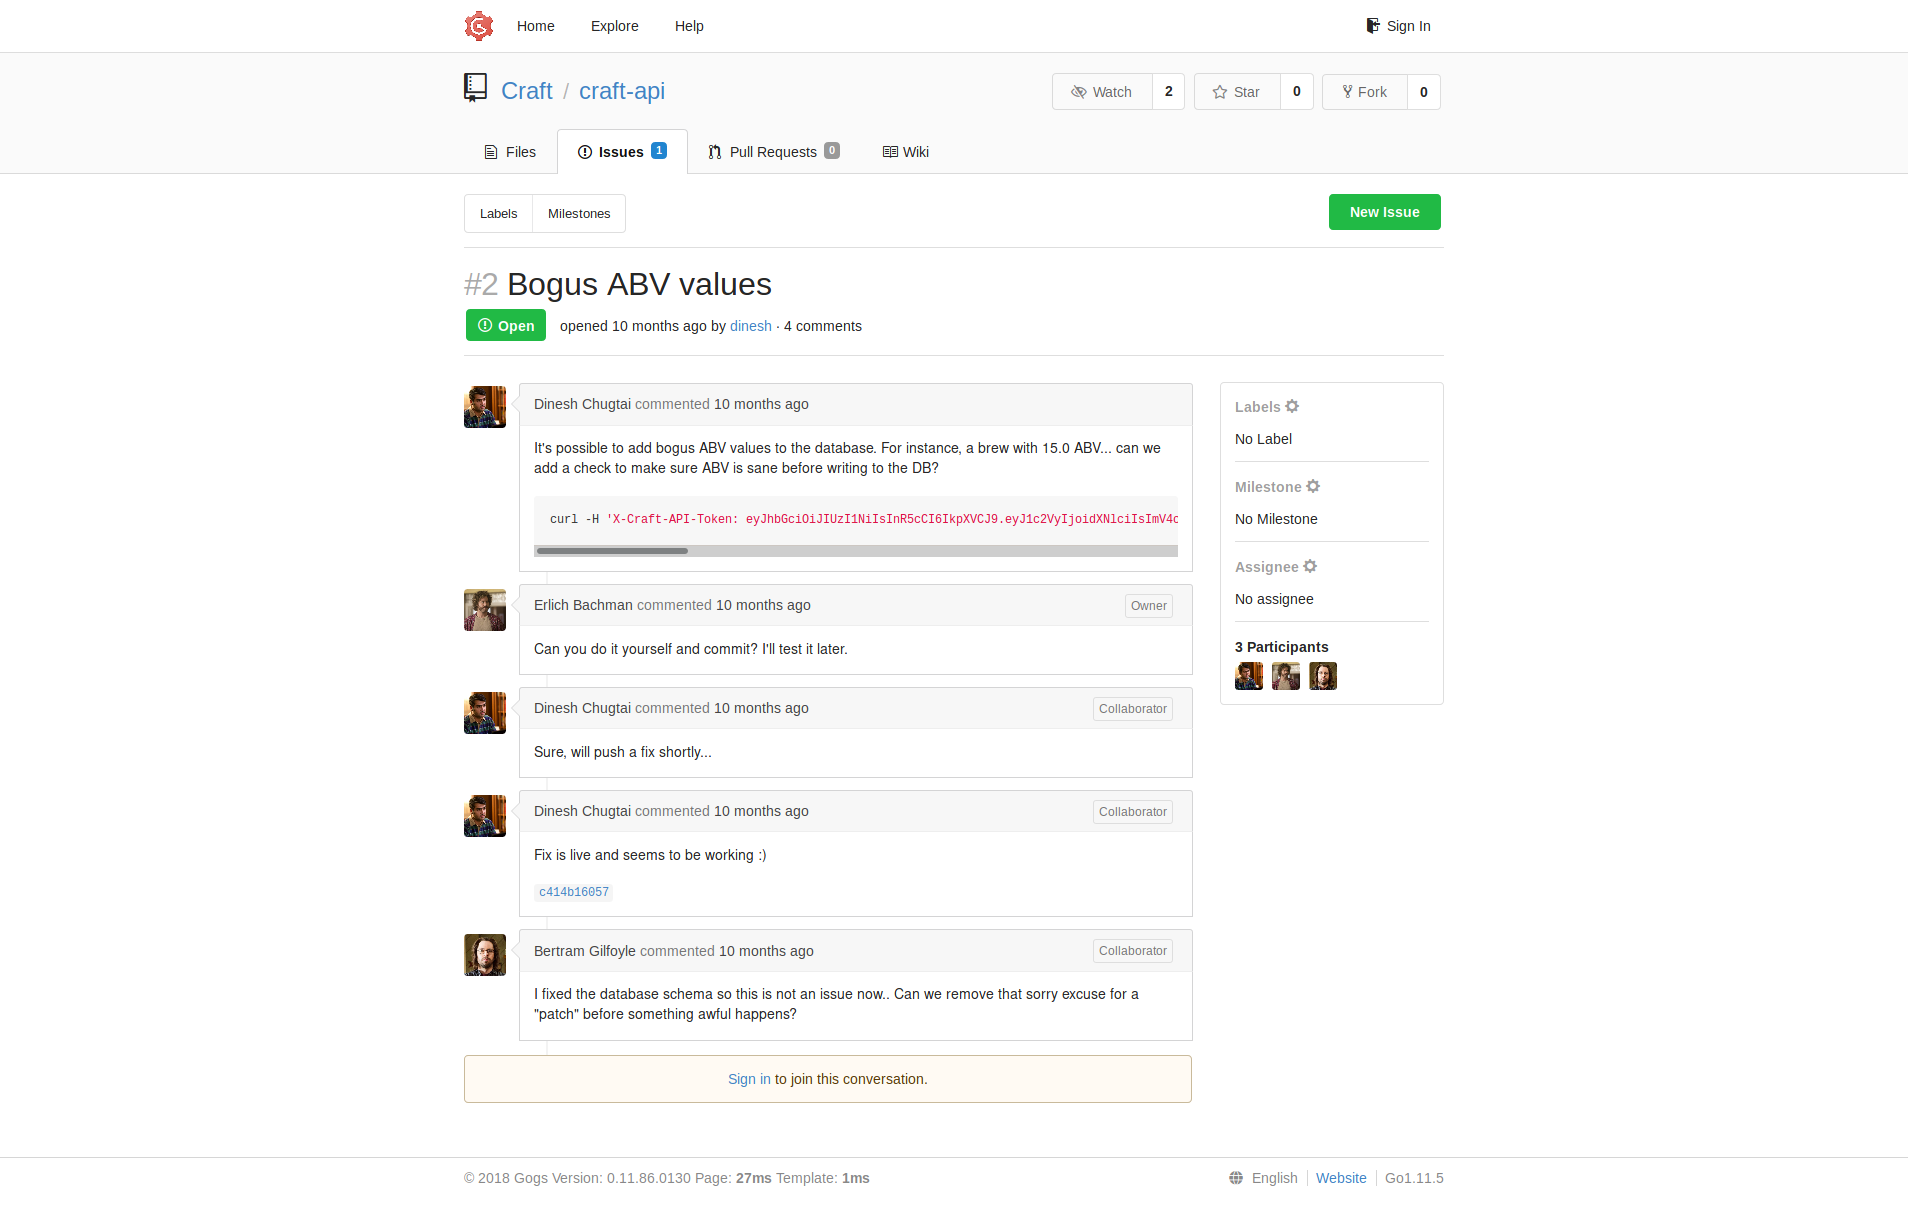 Home Explore Help Sign In
Craft / craft-api
Watch 2 Star 0 Fork 0
Files Issues 1 Pull Requests 0 Wiki
Labels Milestones New Issue
#2 Bogus ABV values
Open opened 10 months ago by dinesh · 4 comments
Dinesh Chugtai commented 10 months ago
It's possible to add bogus ABV values to the database. For instance, a brew with 15.0 ABV... can we
add a check to make sure ABV is sane before writing to the DB?
curl -H 'X-Craft-API-Token: eyJhbGciOiJIUzI1NiIsInR5cCI6IkpXVCJ9.eyJ1c2VyIjoidXNlciIsImV4c
Erlich Bachman commented 10 months ago Owner
Can you do it yourself and commit? I'll test it later.
Dinesh Chugtai commented 10 months ago Collaborator
Sure, will push a fix shortly...
Dinesh Chugtai commented 10 months ago Collaborator
Fix is live and seems to be working :)
c414b16057
Bertram Gilfoyle commented 10 months ago Collaborator
I fixed the database schema so this is not an issue now.. Can we remove that sorry excuse for a
"patch" before something awful happens?
Sign in to join this conversation.
Labels
No Label
Milestone
No Milestone
Assignee
No assignee
3 Participants
© 2018 Gogs Version: 0.11.86.0130 Page: 27ms Template: 1ms
English Website Go1.11.5